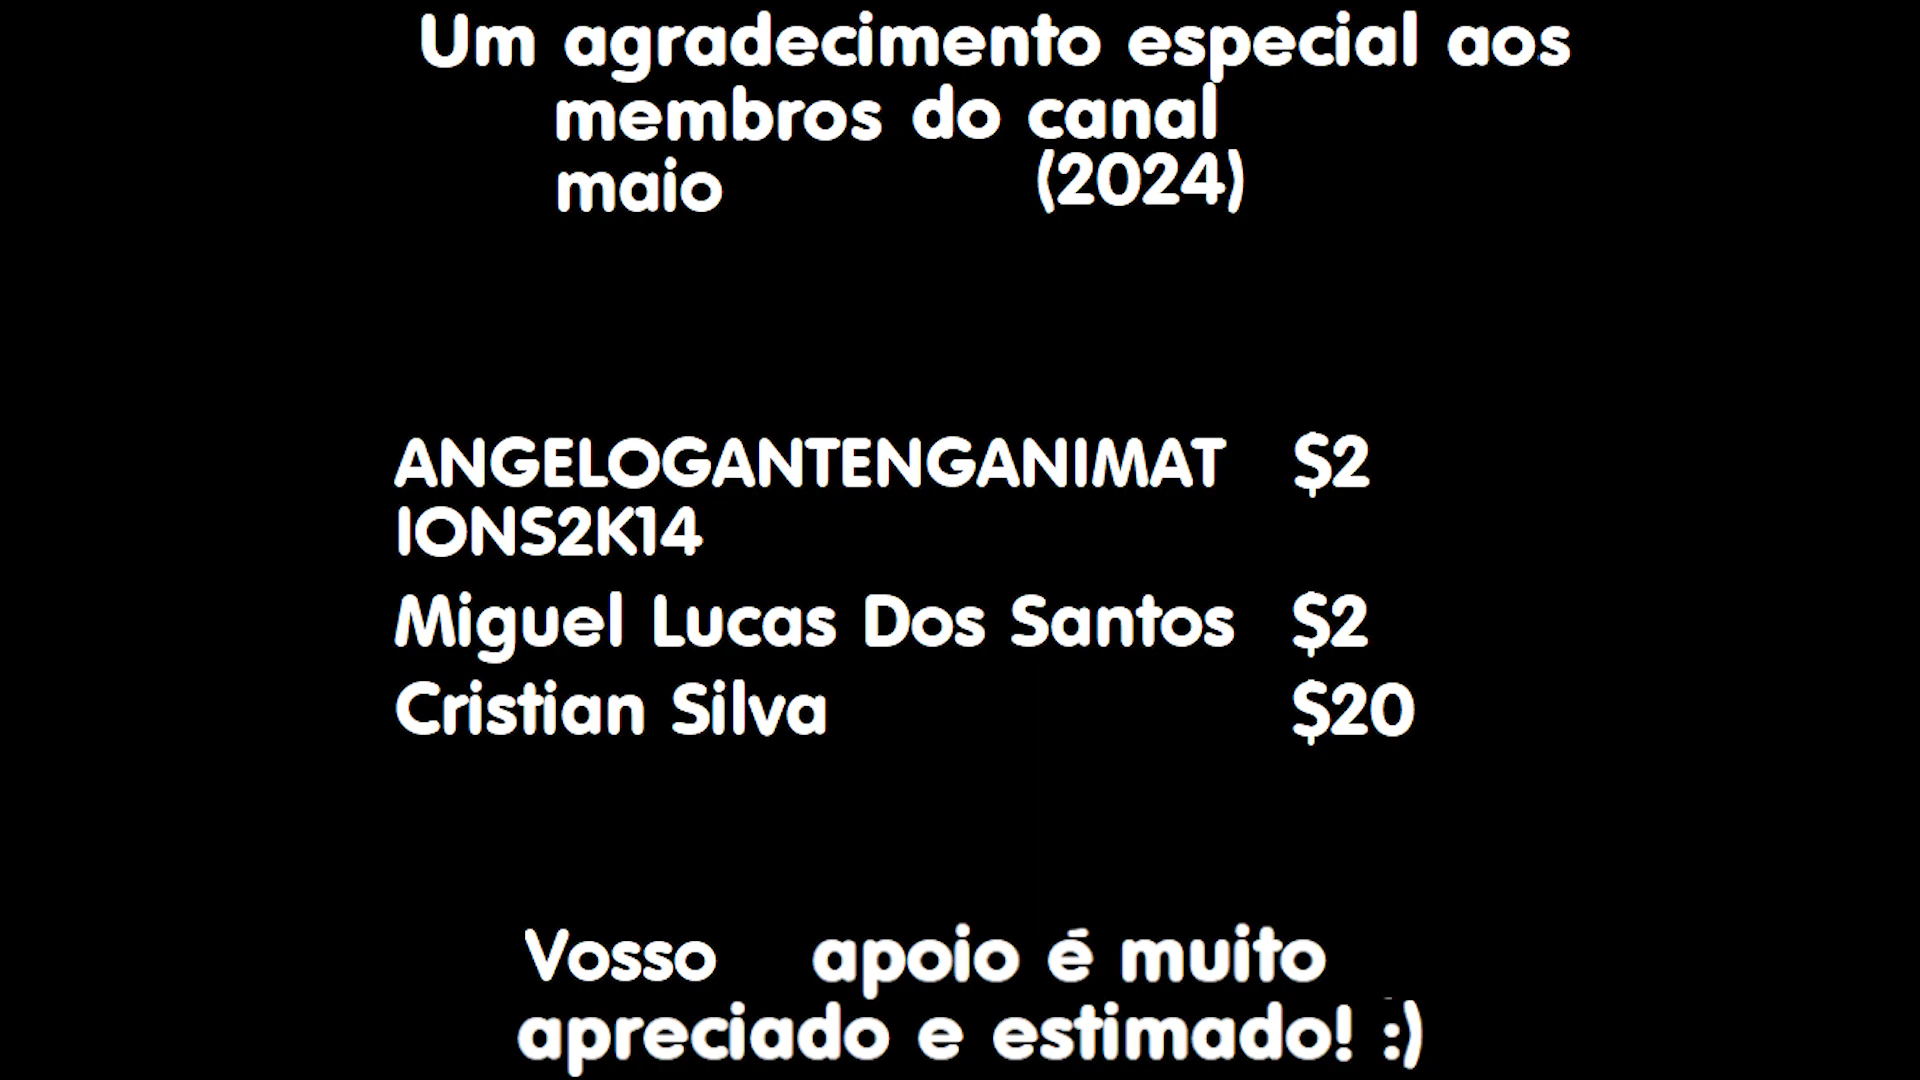 Um agradecimento especial aos
membros do canal
maio (2024)
ANGELOGANTENGANIMAT $2
IONS2K14
Miguel Lucas Dos Santos $2
Cristian Silva $20
Vosso apoio é muito
apreciado e estimado! :)